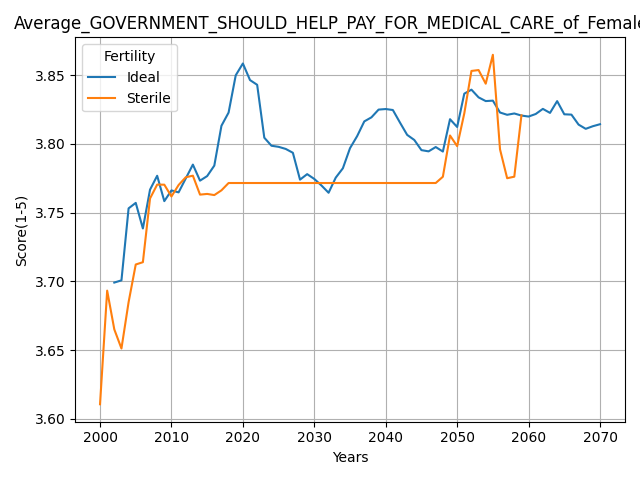 Average_GOVERNMENT_SHOULD_HELP_PAY_FOR_MEDICAL_CARE_of_Female
Fertility
Ideal
Sterile
Score(1-5)
3.85
3.80
3.75
3.70
3.65
3.60
2000 2010 2020 2030 2040 2050 2060 2070
Years